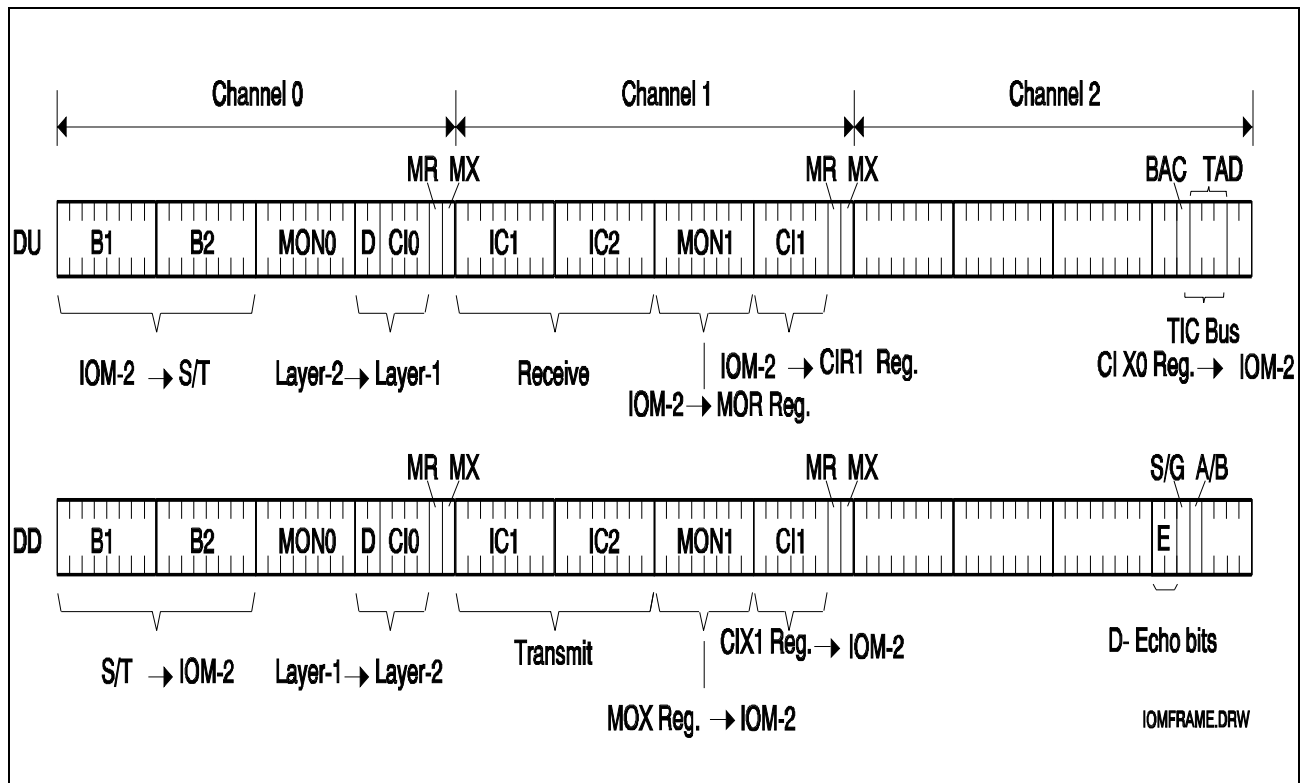 Channel 0 Channel 1 Channel 2
MR MX MR MX BAC TAD
DU B1 B2 MON0 D CI0 IC1 IC2 MON1 CI1
TIC Bus
IOM-2 → S/T Layer-2 → Layer-1 Receive IOM-2 → CIR1 Reg. CI X0 Reg. → IOM-2
IOM-2 → MOR Reg.
MR MX MR MX S/G A/B
DD B1 B2 MON0 D CI0 IC1 IC2 MON1 CI1 E
S/T → IOM-2 Layer-1 → Layer-2 Transmit CIX1 Reg. → IOM-2 D- Echo bits
MOX Reg. → IOM-2 IOMFRAME.DRW